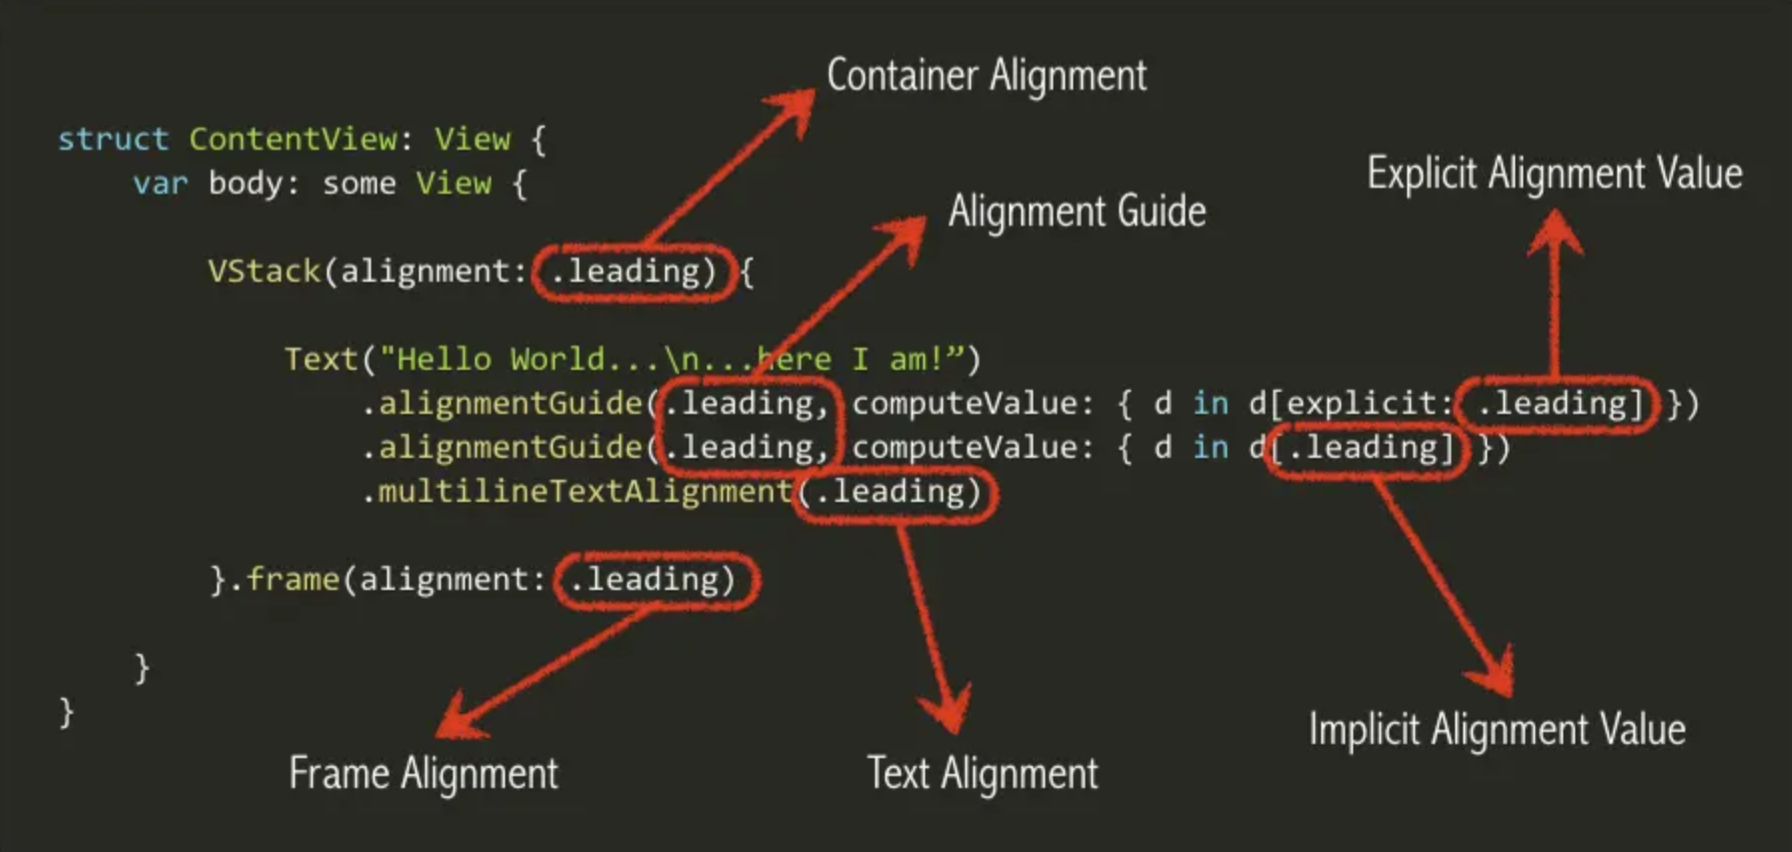 Container Alignment
struct ContentView: View {
var body: some View {
Explicit Alignment Value
Alignment Guide
VStack(alignment: .leading) {
Text("Hello World...\n...here I am!”)
.alignmentGuide(.leading, computeValue: { d in d[explicit: .leading] })
.alignmentGuide(.leading, computeValue: { d in d[.leading] })
.multilineTextAlignment(.leading)
}.frame(alignment: .leading)
}
}
Frame Alignment
Text Alignment
Implicit Alignment Value